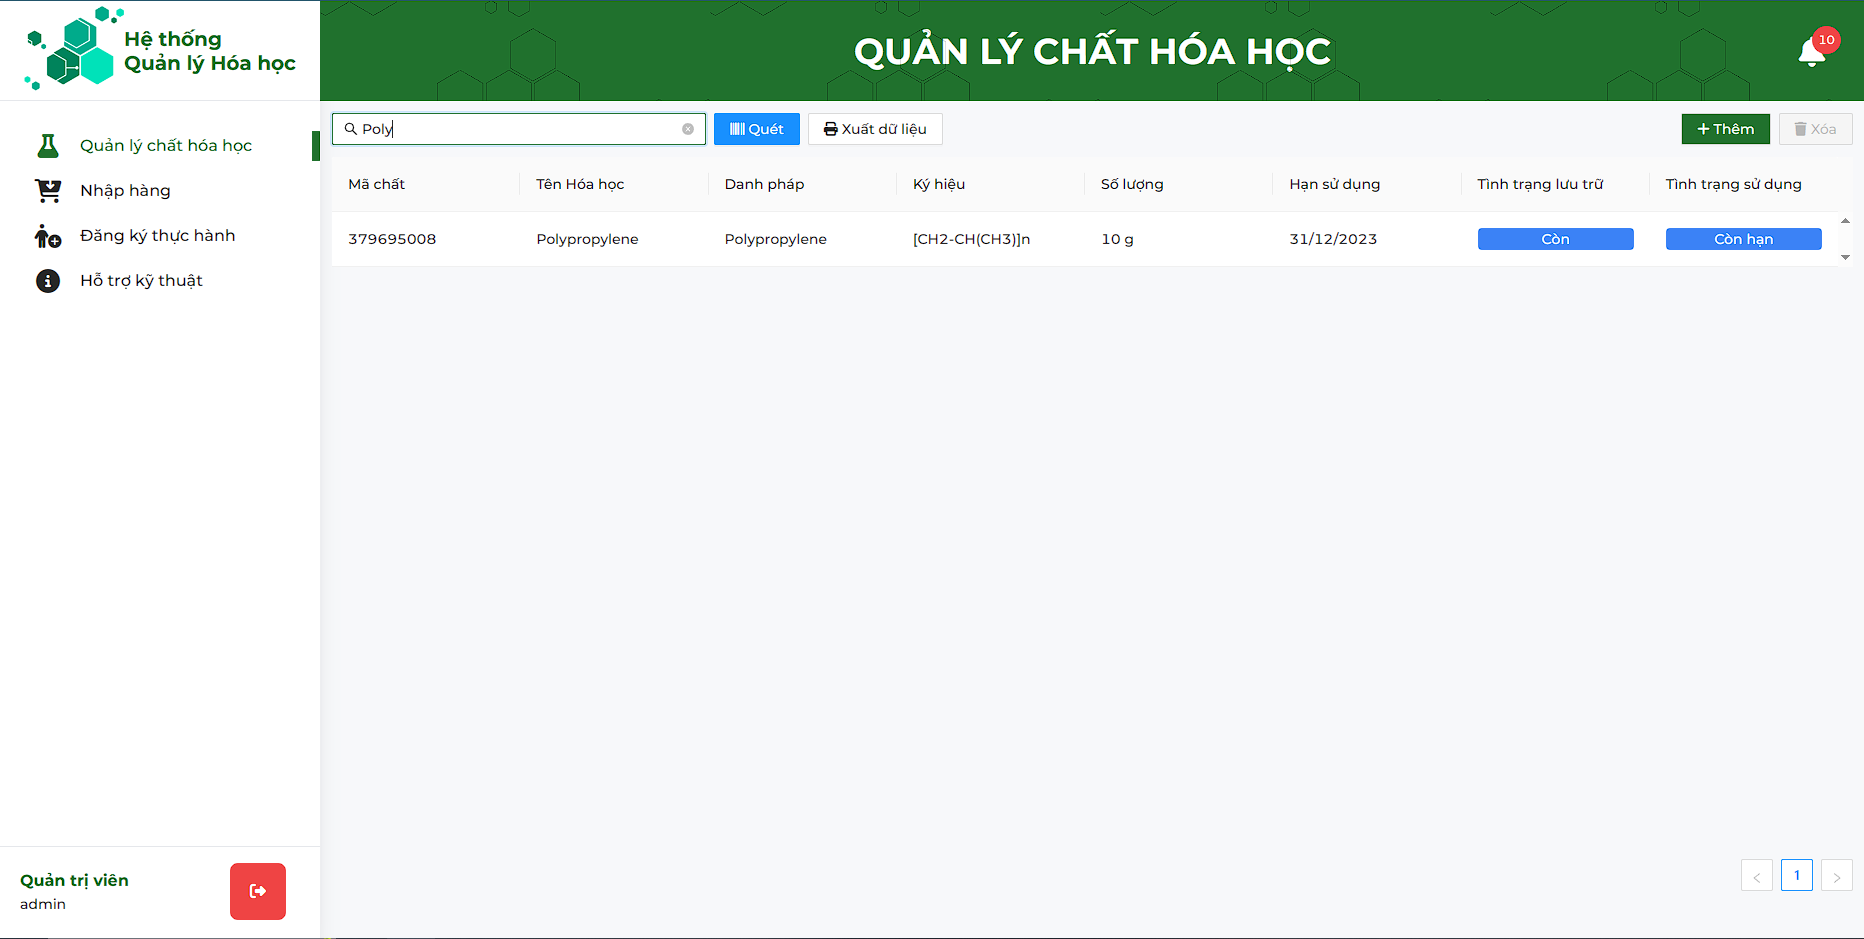 Hệ thống
Quản lý Hóa học
QUẢN LÝ CHẤT HÓA HỌC
10
Quản lý chất hóa học
Nhập hàng
Đăng ký thực hành
Hỗ trợ kỹ thuật
Poly
Quét
Xuất dữ liệu
Thêm
Xóa
Mã chất Tên Hóa học Danh pháp Ký hiệu Số lượng Hạn sử dụng Tình trạng lưu trữ Tình trạng sử dụng
379695008 Polypropylene Polypropylene [CH2-CH(CH3)]n 10 g 31/12/2023 Còn Còn hạn
1
Quản trị viên
admin